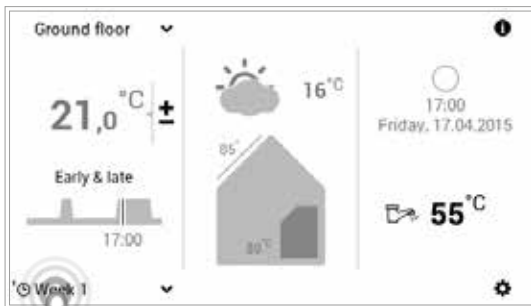 Ground floor
21,0 °C
±
Early & late
17:00
Week 1
16°C
85°
80°C
17:00
Friday, 17.04.2015
55°C